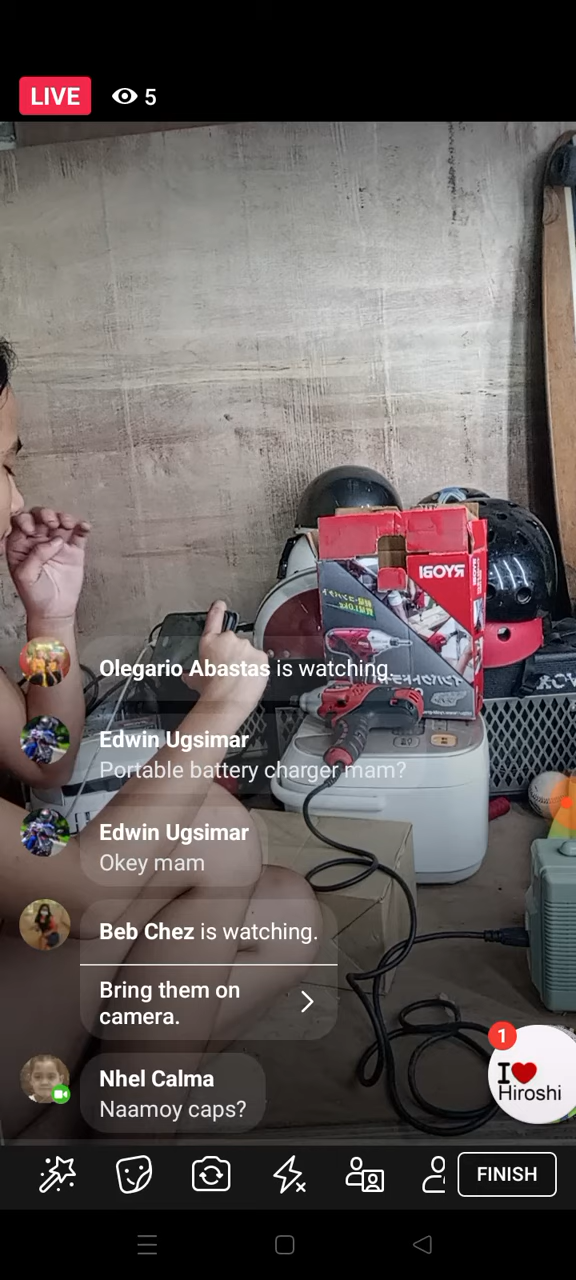 LIVE 5
RYOBI
Olegario Abastas is watching.
Edwin Ugsimar
Portable battery charger mam?
Edwin Ugsimar
Okey mam
Beb Chez is watching.
Bring them on
camera.
1
I
Hiroshi
Nhel Calma
Naamoy caps?
FINISH